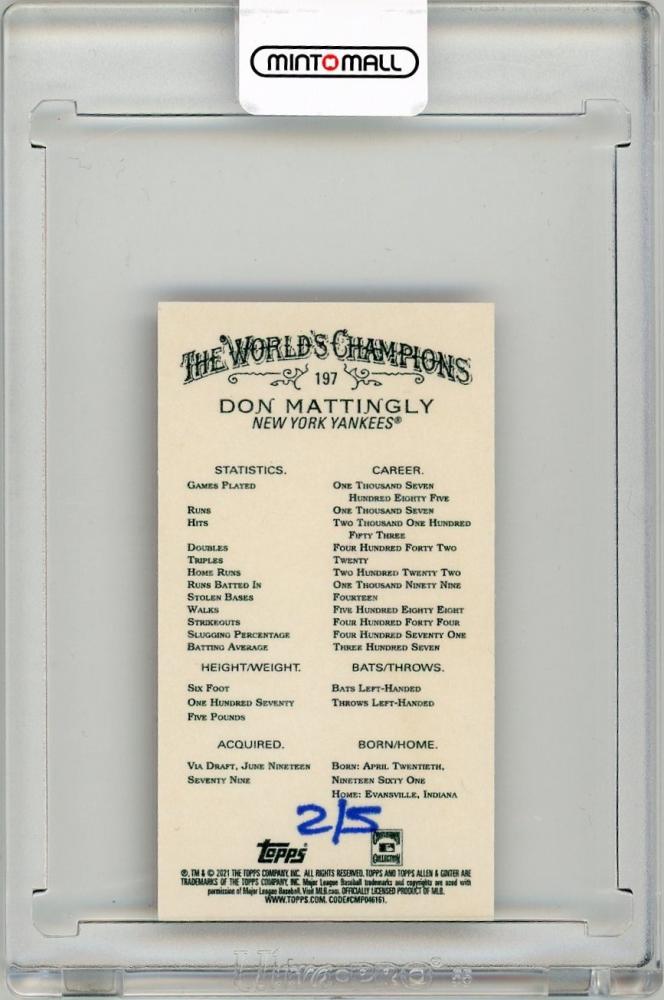 MINTOMALL
THE WORLD'S CHAMPIONS
197
DON MATTINGLY
NEW YORK YANKEES®
STATISTICS. CAREER.
GAMES PLAYED ONE THOUSAND SEVEN
HUNDRED EIGHTY FIVE
RUNS ONE THOUSAND SEVEN
HITS TWO THOUSAND ONE HUNDRED
FIFTY THREE
DOUBLES FOUR HUNDRED FORTY TWO
TRIPLES TWENTY
HOME RUNS TWO HUNDRED TWENTY TWO
RUNS BATTED IN ONE THOUSAND NINETY NINE
STOLEN BASES FOURTEEN
WALKS FIVE HUNDRED EIGHTY EIGHT
STRIKEOUTS FOUR HUNDRED FORTY FOUR
SLUGGING PERCENTAGE FOUR HUNDRED SEVENTY ONE
BATTING AVERAGE THREE HUNDRED SEVEN
HEIGHT/WEIGHT. BATS/THROWS.
SIX FOOT BATS LEFT-HANDED
ONE HUNDRED SEVENTY THROWS LEFT-HANDED
FIVE POUNDS
ACQUIRED. BORN/HOME.
VIA DRAFT, JUNE NINETEEN BORN: APRIL TWENTIETH,
SEVENTY NINE NINETEEN SIXTY ONE
HOME: EVANSVILLE, INDIANA
2/5
topps COOPERSTOWN
COLLECTION
®, TM & © 2021 THE TOPPS COMPANY, INC. ALL RIGHTS RESERVED. TOPPS AND TOPPS ALLEN & GINTER ARE
TRADEMARKS OF THE TOPPS COMPANY, INC. Major League Baseball trademarks and copyrights are used with
permission of Major League Baseball. Visit MLB.com. OFFICIALLY LICENSED PRODUCT OF MLB.
WWW.TOPPS.COM. CODE#CMP046161.
Ultra·PRO